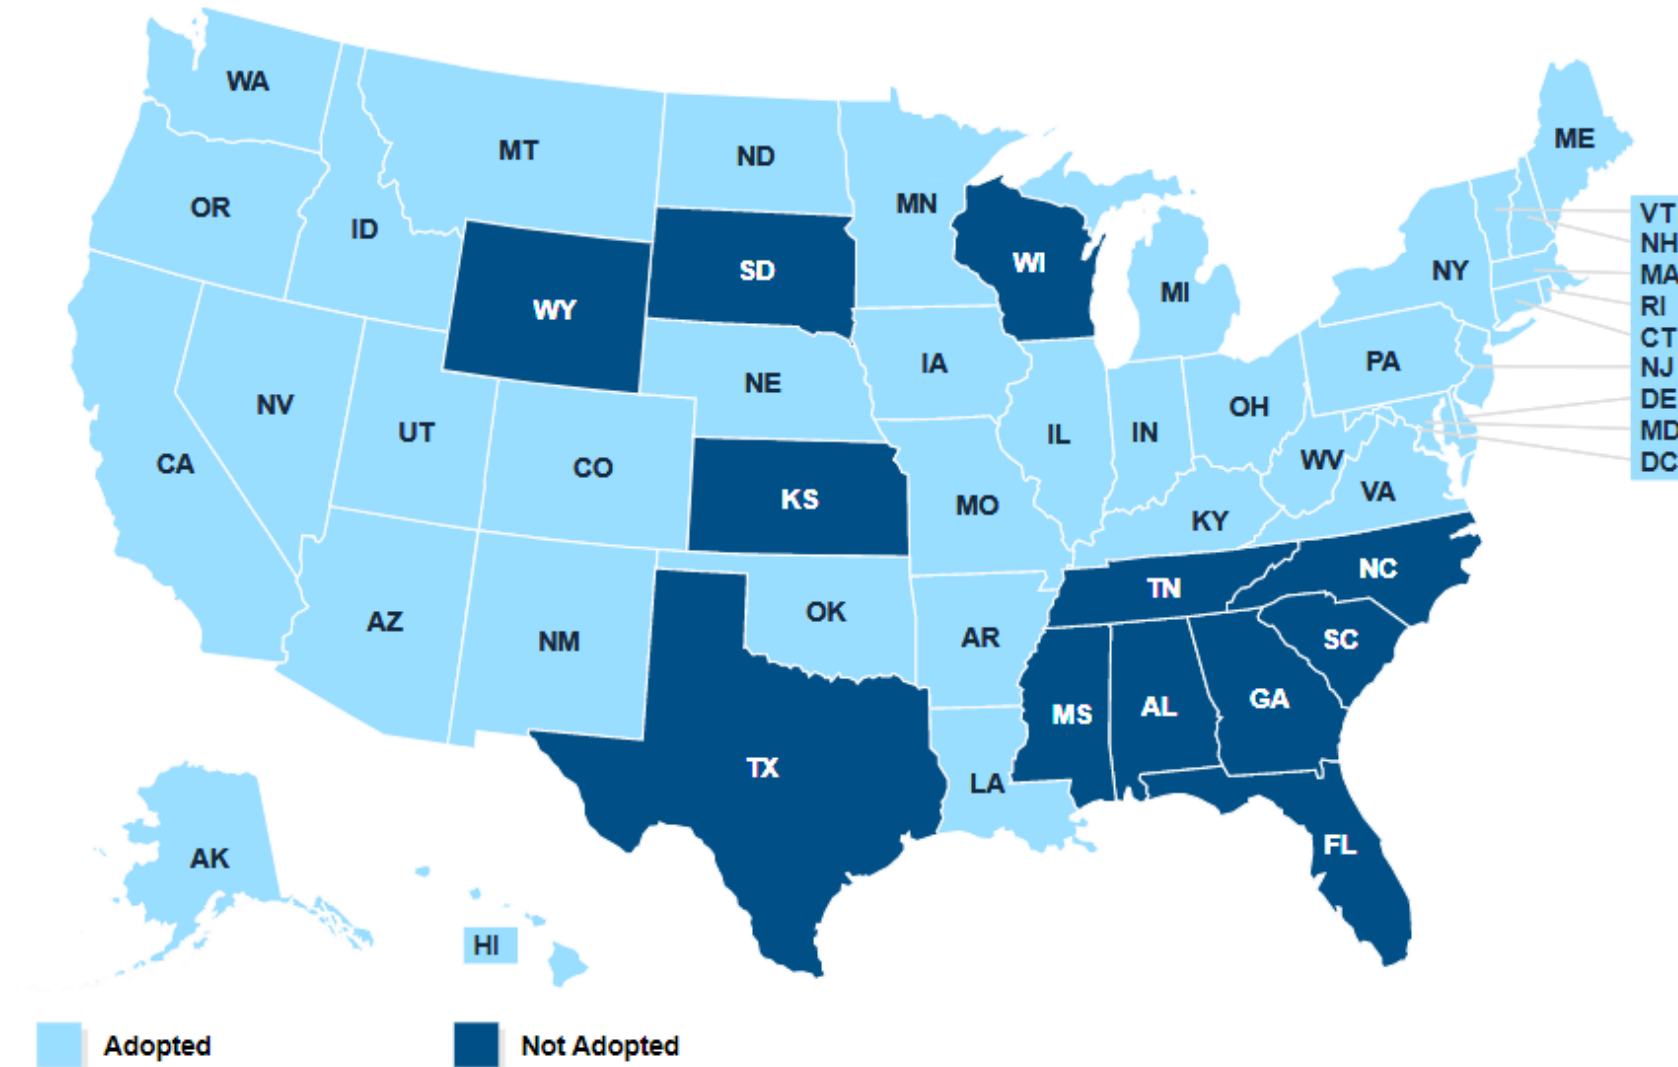 WA
MT
ND
ME
OR
ID
MN
VT
NH
WY
SD
WI
MI
NY
MA
RI
CT
NV
UT
NE
IA
PA
NJ
OH
DE
CA
CO
IL
IN
MD
WV
DC
KS
MO
VA
KY
AZ
NM
OK
AR
TN
NC
SC
MS
AL
GA
TX
LA
FL
AK
HI
Adopted
Not Adopted